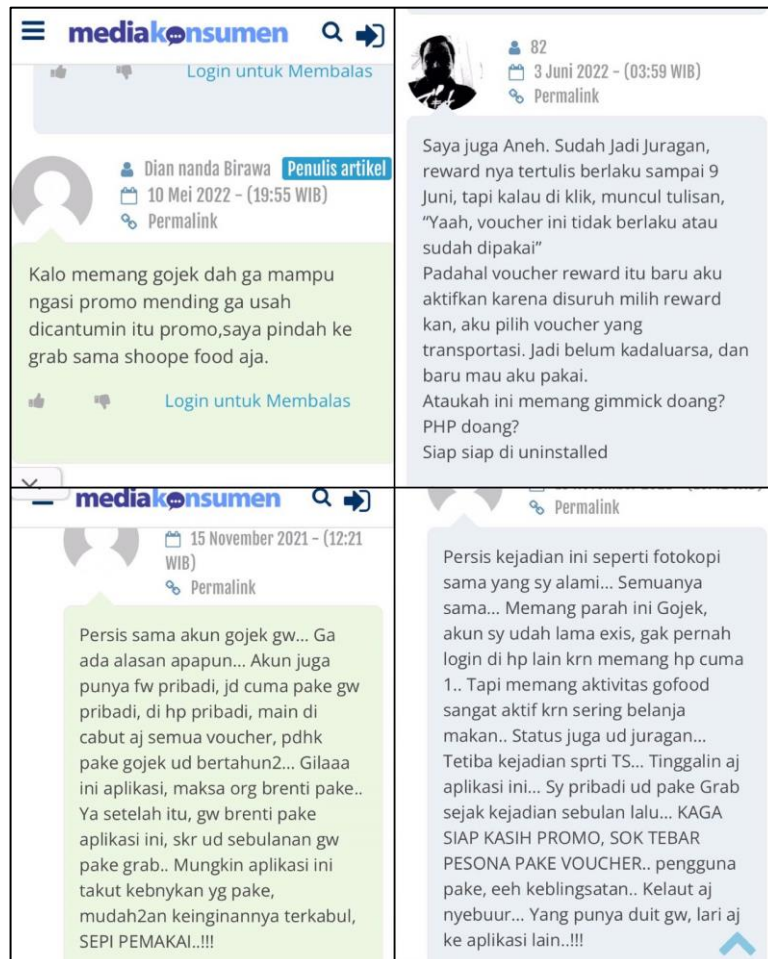 mediakonsumen
Login untuk Membalas
Dian nanda Birawa Penulis artikel
10 Mei 2022 - (19:55 WIB)
Permalink
Kalo memang gojek dah ga mampu
ngasi promo mending ga usah
dicantumin itu promo,saya pindah ke
grab sama shoope food aja.
Login untuk Membalas
82
3 Juni 2022 - (03:59 WIB)
Permalink
Saya juga Aneh. Sudah Jadi Juragan,
reward nya tertulis berlaku sampai 9
Juni, tapi kalau di klik, muncul tulisan,
“Yaah, voucher ini tidak berlaku atau
sudah dipakai”
Padahal voucher reward itu baru aku
aktifkan karena disuruh milih reward
kan, aku pilih voucher yang
transportasi. Jadi belum kadaluarsa, dan
baru mau aku pakai.
Ataukah ini memang gimmick doang?
PHP doang?
Siap siap di uninstalled
mediakonsumen
15 November 2021 - (12:21
WIB)
Permalink
Persis sama akun gojek gw... Ga
ada alasan apapun... Akun juga
punya fw pribadi, jd cuma pake gw
pribadi, di hp pribadi, main di
cabut aj semua voucher, pdhk
pake gojek ud bertahun2... Gilaaa
ini aplikasi, maksa org brenti pake..
Ya setelah itu, gw brenti pake
aplikasi ini, skr ud sebulanan gw
pake grab.. Mungkin aplikasi ini
takut kebnykan yg pake,
mudah2an keinginannya terkabul,
SEPI PEMAKAI..!!!
Permalink
Persis kejadian ini seperti fotokopi
sama yang sy alami... Semuanya
sama... Memang parah ini Gojek,
akun sy udah lama exis, gak pernah
login di hp lain krn memang hp cuma
1.. Tapi memang aktivitas gofood
sangat aktif krn sering belanja
makan.. Status juga ud juragan...
Tetiba kejadian sprti TS... Tinggalin aj
aplikasi ini... Sy pribadi ud pake Grab
sejak kejadian sebulan lalu... KAGA
SIAP KASIH PROMO, SOK TEBAR
PESONA PAKE VOUCHER.. pengguna
pake, eeh keblingsatan.. Kelaut aj
nyebuur... Yang punya duit gw, lari aj
ke aplikasi lain..!!!